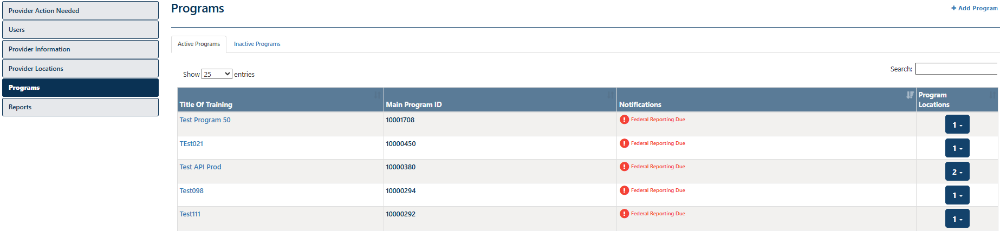 Provider Action Needed
Users
Provider Information
Provider Locations
Programs
Reports
Programs
+ Add Program
Active Programs Inactive Programs
Show 25 entries
Search:
Title Of Training Main Program ID Notifications Program Locations
Test Program 50 10001708 Federal Reporting Due 1
TEst021 10000450 Federal Reporting Due 1
Test API Prod 10000380 Federal Reporting Due 2
Test098 10000294 Federal Reporting Due 1
Test111 10000292 Federal Reporting Due 1